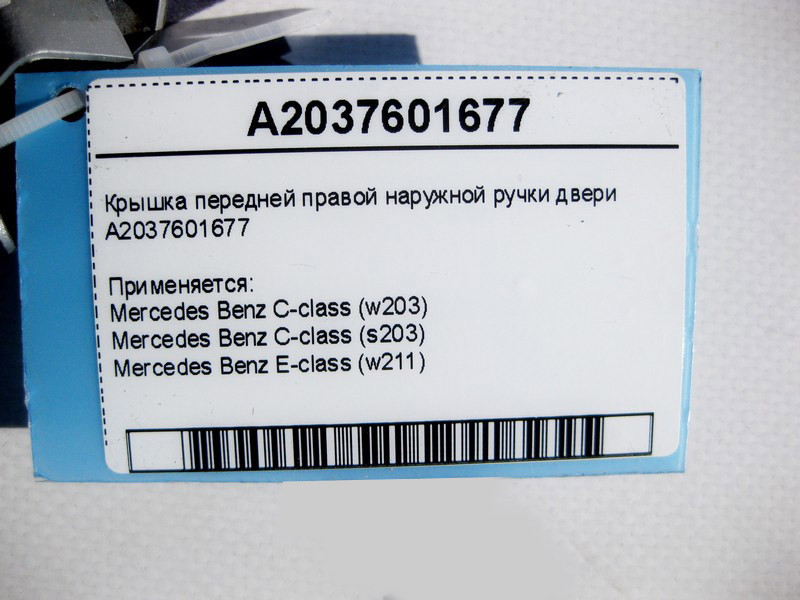 A2037601677
Крышка передней правой наружной ручки двери
A2037601677
Применяется:
Mercedes Benz C-class (w203)
Mercedes Benz C-class (s203)
Mercedes Benz E-class (w211)